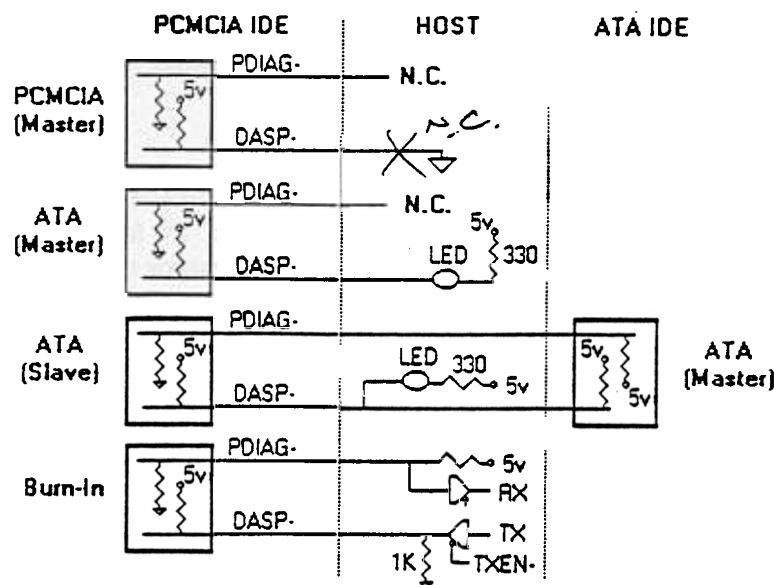 PCMCIA IDE HOST ATA IDE
PCMCIA
(Master)
5v
PDIAG-
N.C.
DASP-
N.C.
ATA
(Master)
5v
PDIAG-
N.C.
DASP-
LED
5v
330
ATA
(Slave)
5v
PDIAG-
LED 330
5v
DASP-
5v
5v
ATA
(Master)
Burn-In
5v
PDIAG-
5v
RX
DASP-
TX
1K
TXEN-